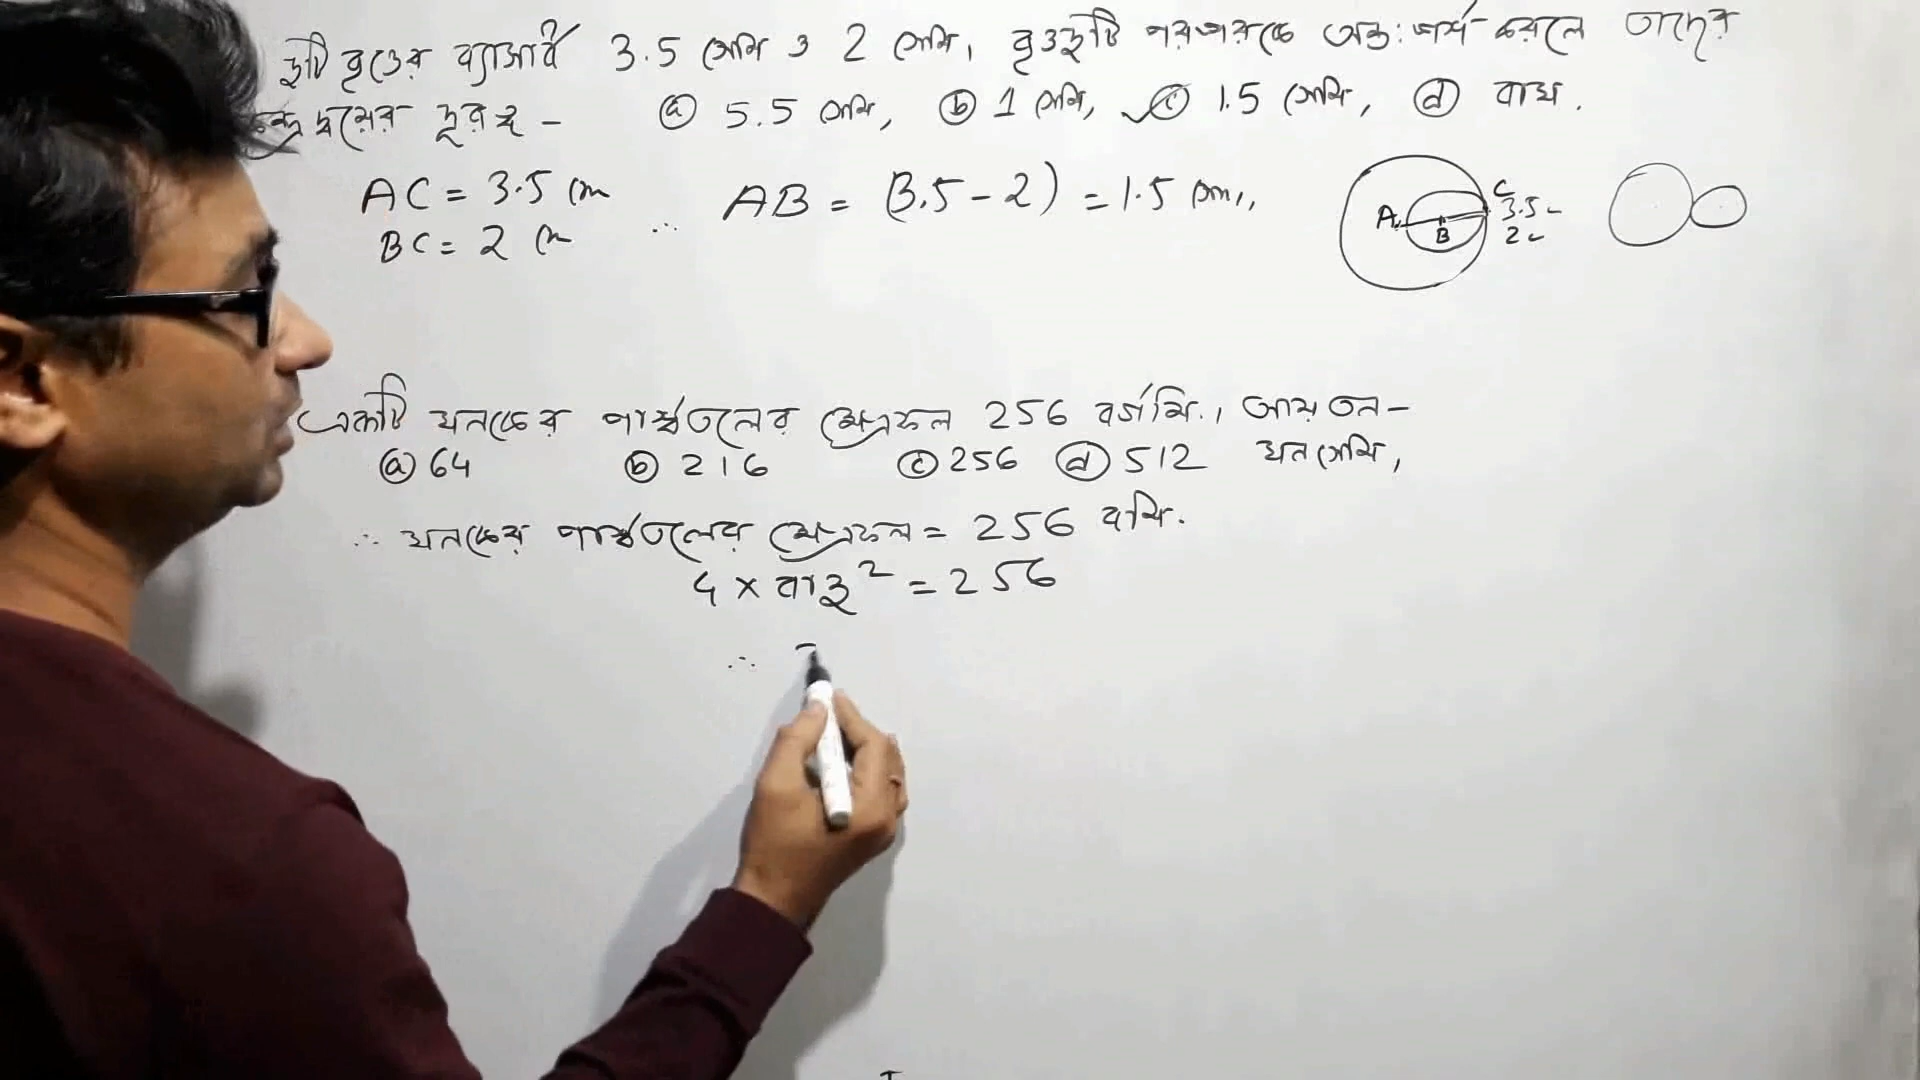 দুটি বৃত্তের ব্যাসার্ধ 3.5 সেমি ও 2 সেমি, বৃত্তদুটি পরস্পরকে অন্তঃস্পর্শ করলে তাদের
কেন্দ্রদ্বয়ের দূরত্ব - ⓐ 5.5 সেমি, ⓑ 1 সেমি, ✓ⓒ 1.5 সেমি, ⓓ
AC = 3.5 cm
BC = 2 cm
∴ AB = (3.5 - 2) = 1.5 cm,,
A
B
C
3.5
2
একটি ঘনকের পার্শ্বতলের ক্ষেত্রফল 256 বর্গমি., আয়তন-
ⓐ 64 ⓑ 216 ⓒ 256 ⓓ 512 ঘনসেমি,
∴ ঘনকের পার্শ্বতলের ক্ষেত্রফল = 256 বমি.
4 × বাহু² = 256
∴